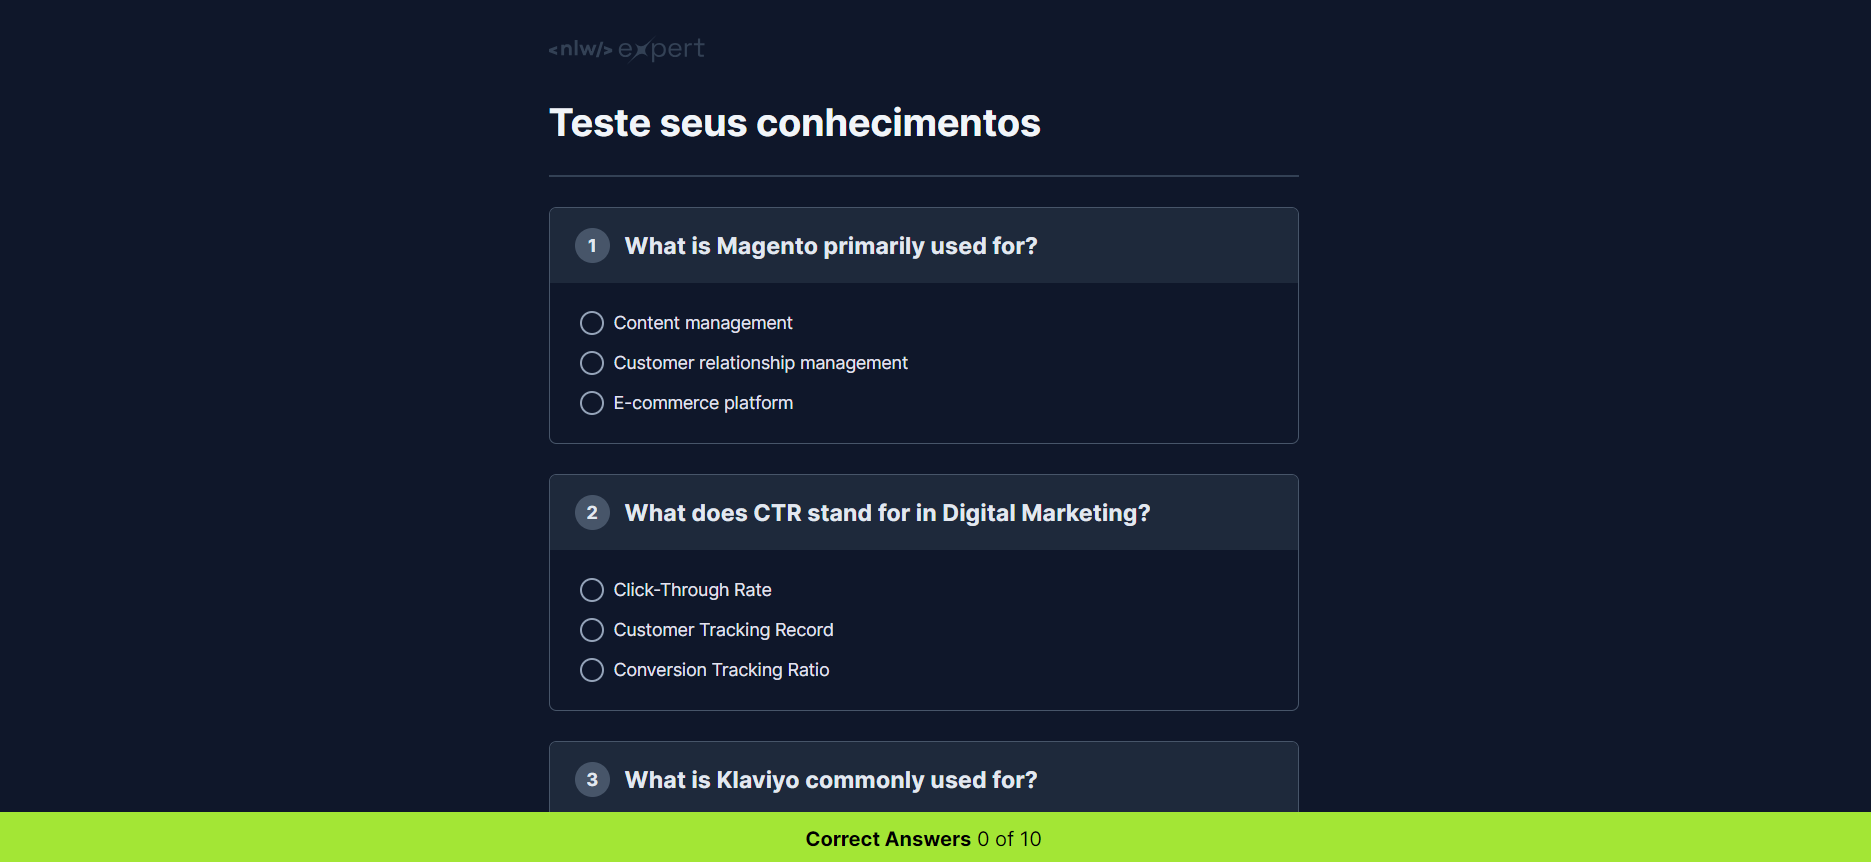 <nlw/> expert
Teste seus conhecimentos
1 What is Magento primarily used for?
Content management
Customer relationship management
E-commerce platform
2 What does CTR stand for in Digital Marketing?
Click-Through Rate
Customer Tracking Record
Conversion Tracking Ratio
3 What is Klaviyo commonly used for?
Correct Answers 0 of 10